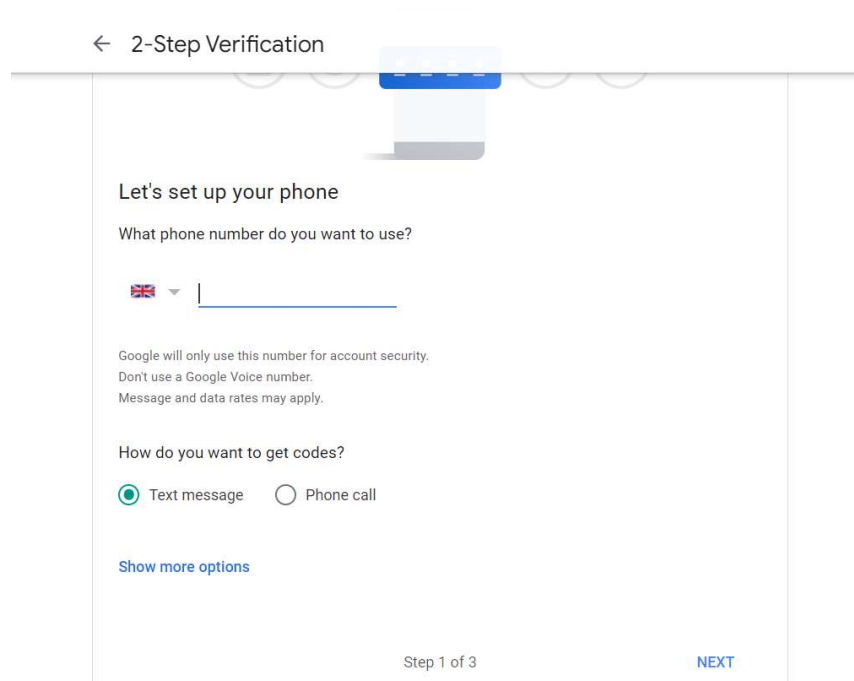 2-Step Verification
Let's set up your phone
What phone number do you want to use?
Google will only use this number for account security.
Don't use a Google Voice number.
Message and data rates may apply.
How do you want to get codes?
Text message Phone call
Show more options
Step 1 of 3 NEXT